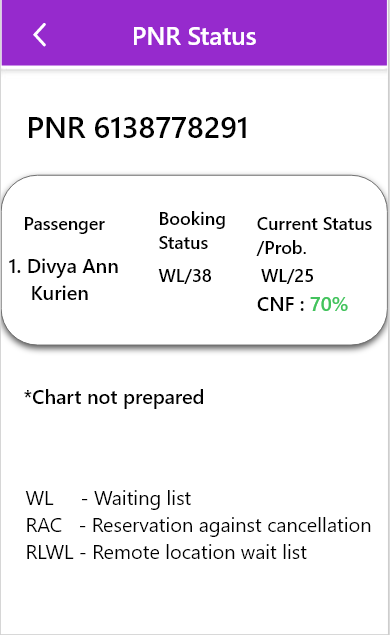 PNR Status
PNR 6138778291
Passenger
Booking
Status
Current Status
/Prob.
1. Divya Ann
Kurien
WL/38
WL/25
CNF : 70%
*Chart not prepared
WL - Waiting list
RAC - Reservation against cancellation
RLWL - Remote location wait list